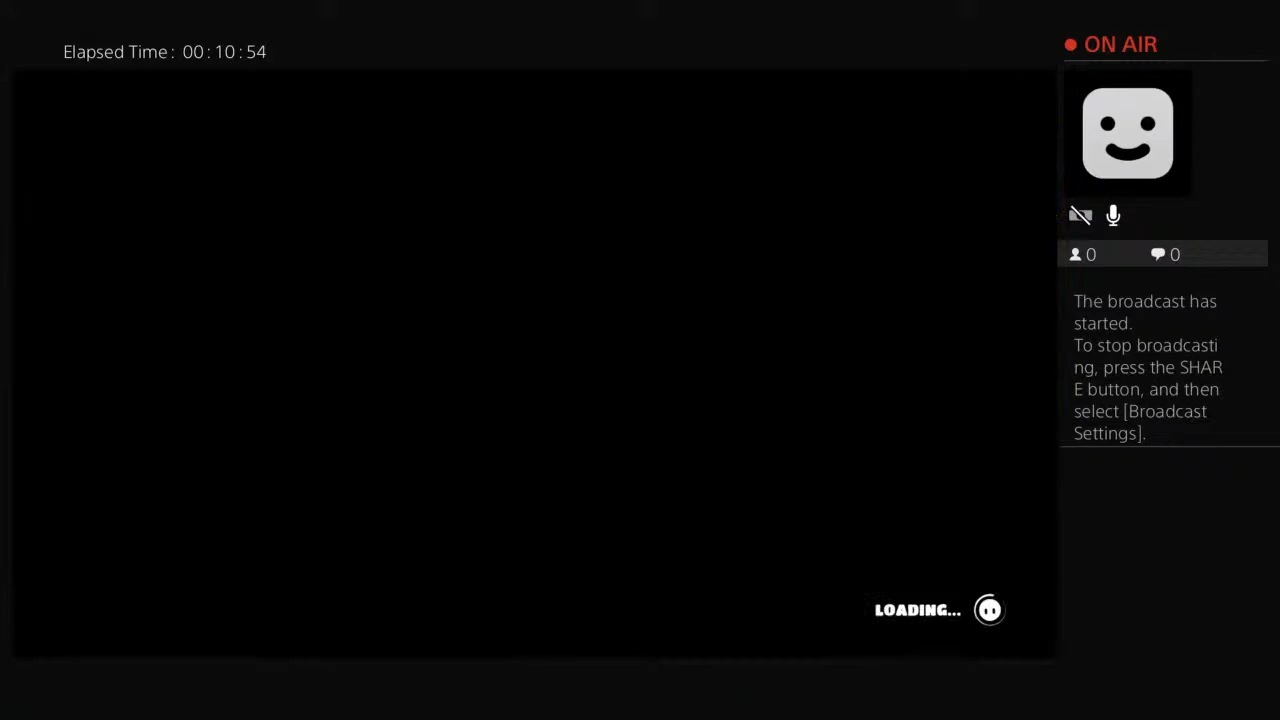 Elapsed Time: 00:10:54
ON AIR
0 0
The broadcast has
started.
To stop broadcasti
ng, press the SHAR
E button, and then
select [Broadcast
Settings].
LOADING...